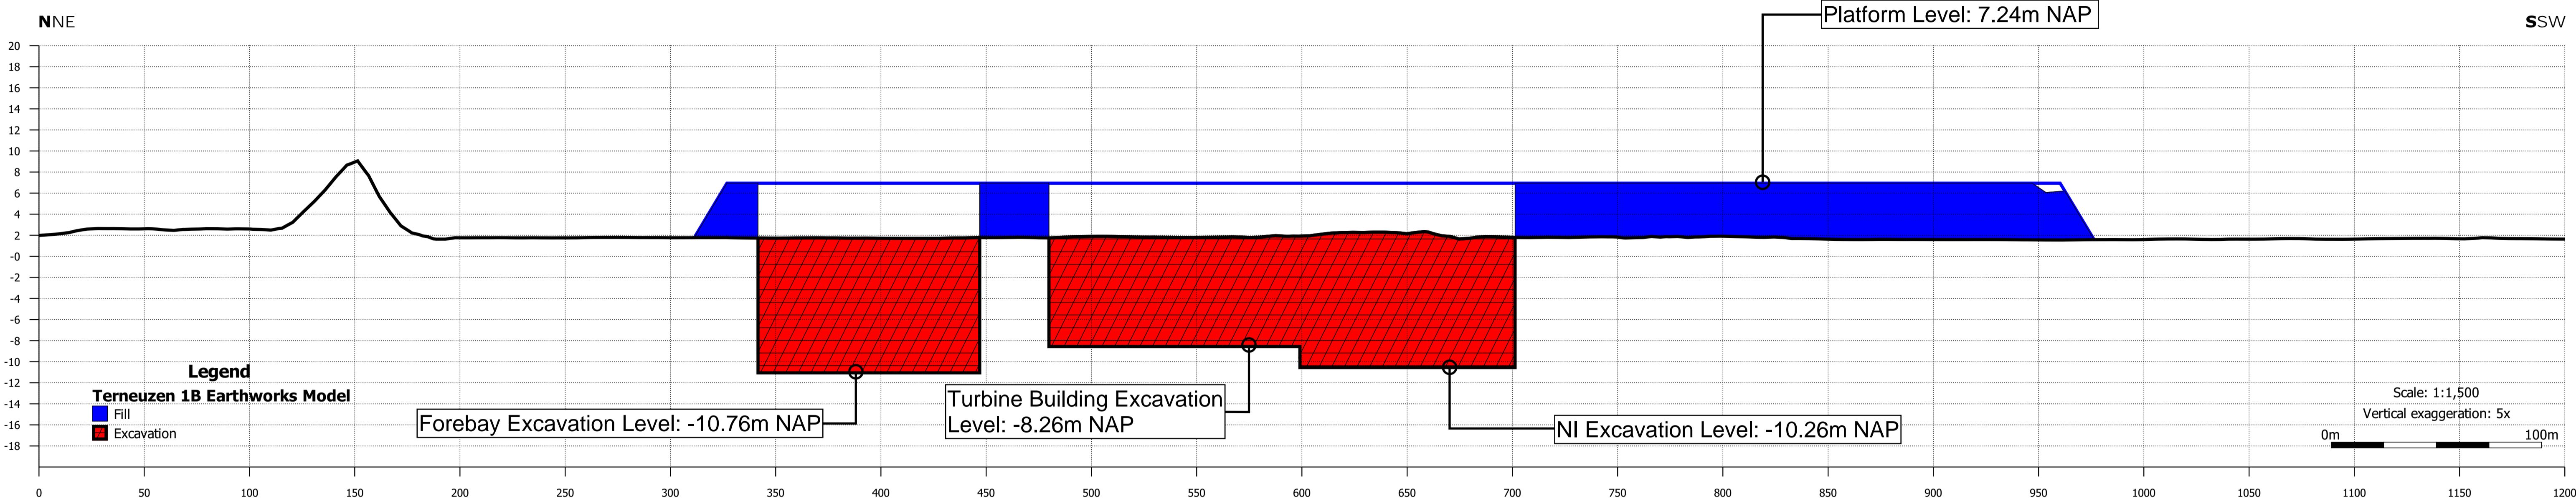 NNE
Platform Level: 7.24m NAP
SSW
20
18
16
14
12
10
8
6
4
2
-0
-2
-4
-6
-8
-10
-12
-14
-16
-18
Legend
Terneuzen 1B Earthworks Model
Fill
Excavation
Forebay Excavation Level: -10.76m NAP
Turbine Building Excavation
Level: -8.26m NAP
NI Excavation Level: -10.26m NAP
Scale: 1:1,500
Vertical exaggeration: 5x
0m 100m
0 50 100 150 200 250 300 350 400 450 500 550 600 650 700 750 800 850 900 950 1000 1050 1100 1150 1200